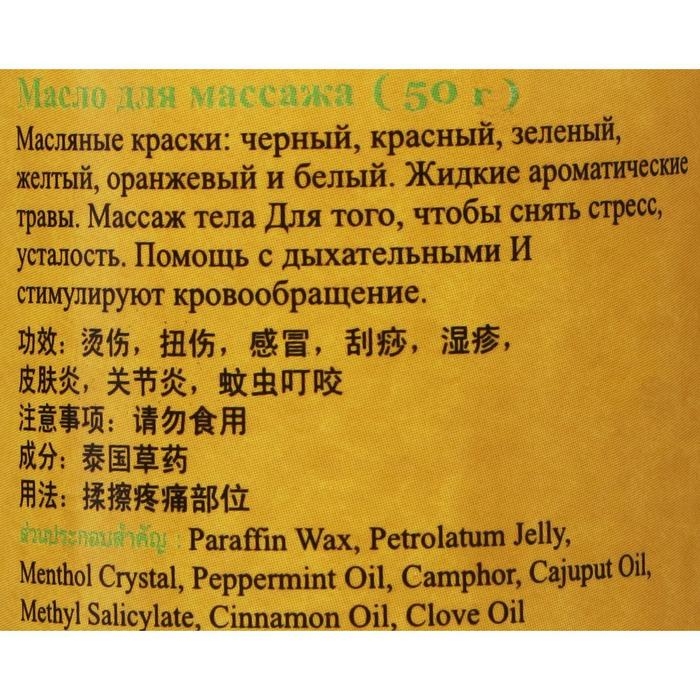 Масло для массажа ( 50 г )
Масляные краски: черный, красный, зеленый,
желтый, оранжевый и белый. Жидкие ароматические
травы. Массаж тела Для того, чтобы снять стресс,
усталость. Помощь с дыхательными И
стимулируют кровообращение.
功效：烫伤，扭伤，感冒，刮痧，湿疹，
皮肤炎，关节炎，蚊虫叮咬
注意事项：请勿食用
成分：泰国草药
用法：揉擦疼痛部位
ส่วนประกอบสำคัญ : Paraffin Wax, Petrolatum Jelly,
Menthol Crystal, Peppermint Oil, Camphor, Cajuput Oil,
Methyl Salicylate, Cinnamon Oil, Clove Oil